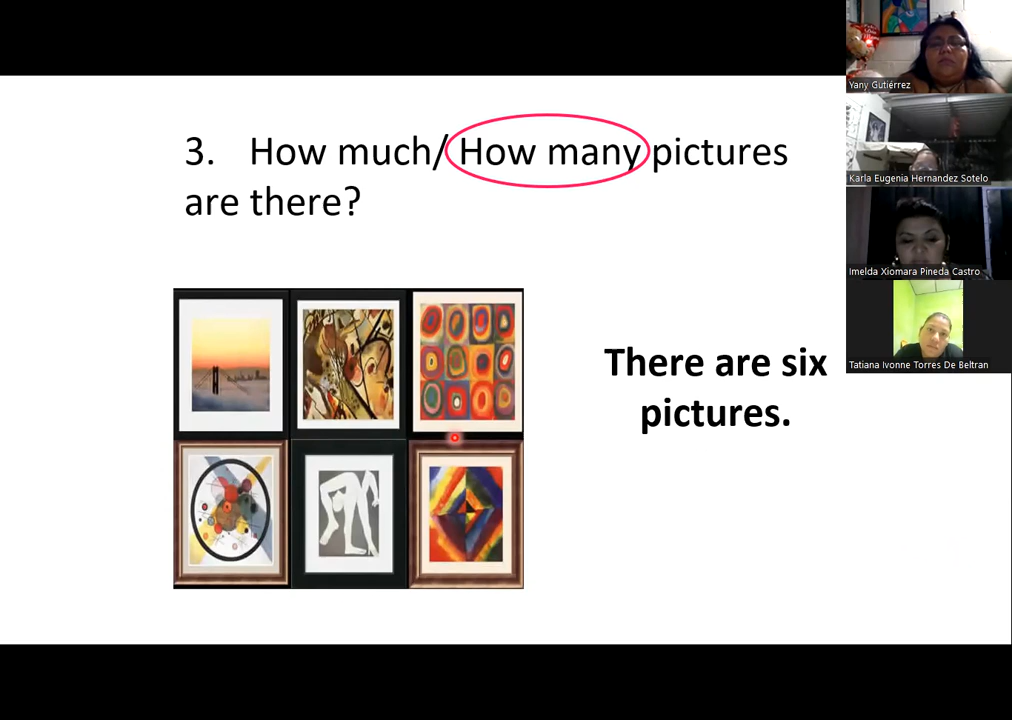 3. How much/ How many pictures
are there?
There are six
pictures.
Yany Gutiérrez
Karla Eugenia Hernandez Sotelo
Imelda Xiomara Pineda Castro
Tatiana Ivonne Torres De Beltran